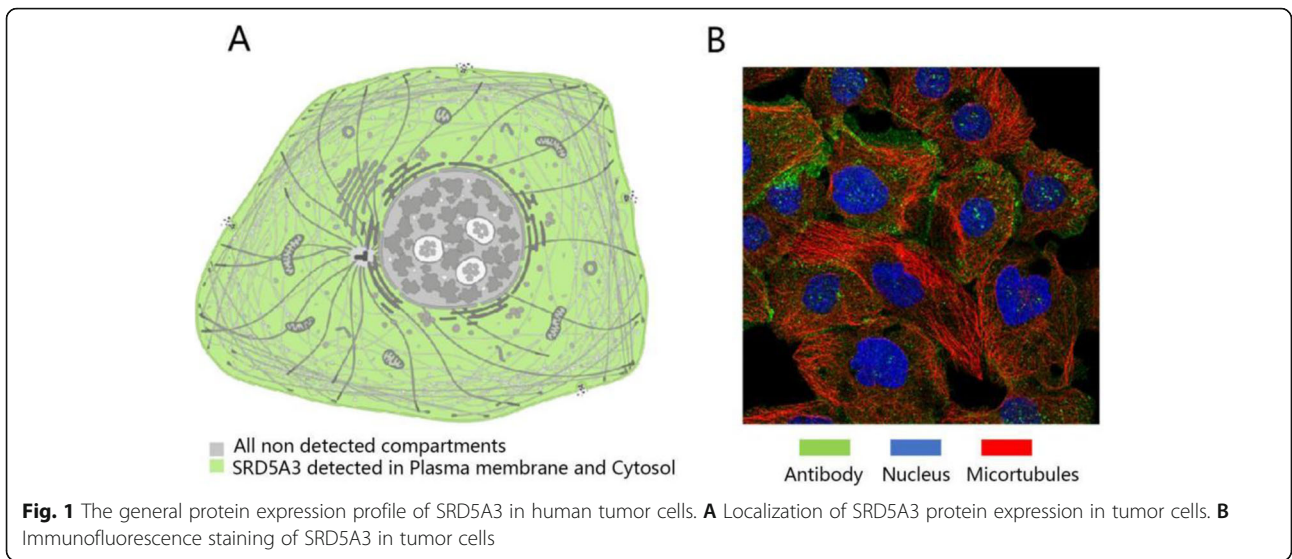 A
B
All non detected compartments
SRD5A3 detected in Plasma membrane and Cytosol
Antibody Nucleus Micortubules
Fig. 1 The general protein expression profile of SRD5A3 in human tumor cells. A Localization of SRD5A3 protein expression in tumor cells. B
Immunofluorescence staining of SRD5A3 in tumor cells